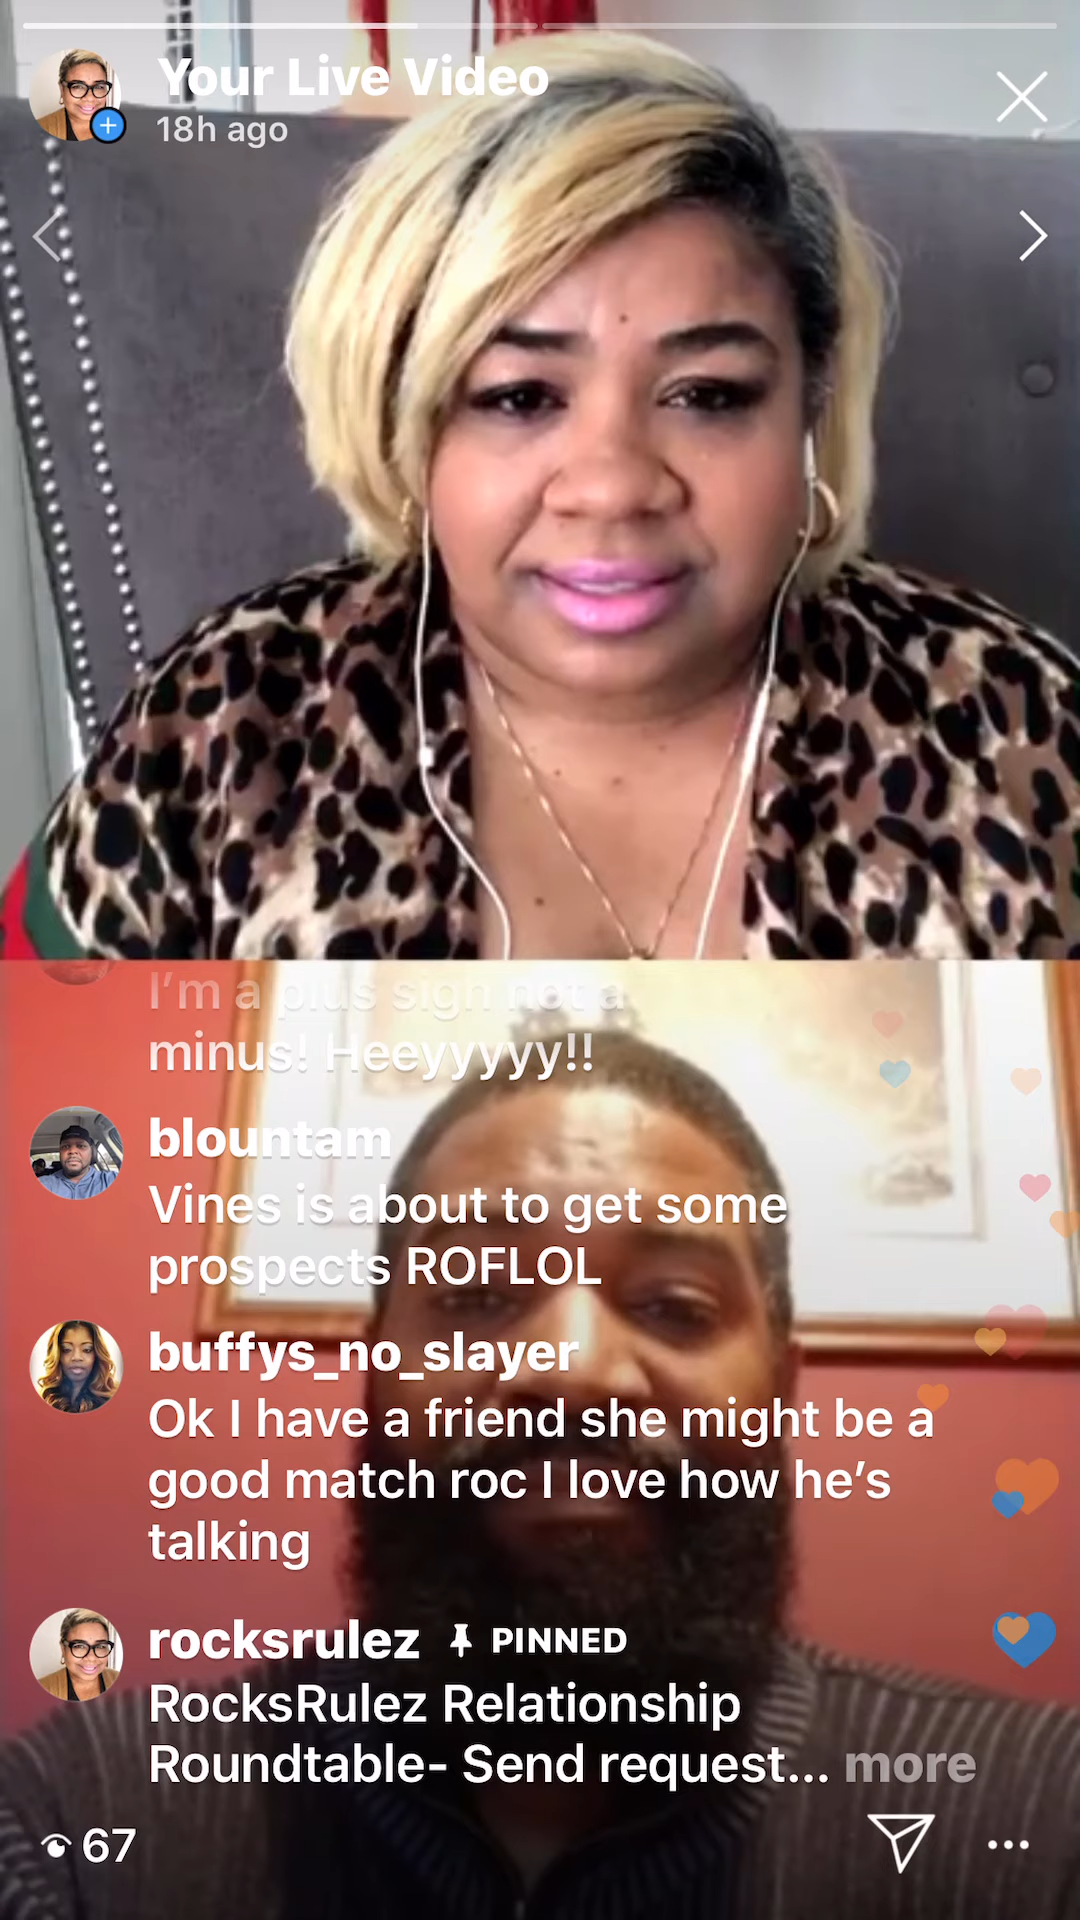 Your Live Video
18h ago
I'm a plus sign not a
minus! Heeyyyyy!!
blountam
Vines is about to get some
prospects ROFLOL
buffys_no_slayer
Ok I have a friend she might be a
good match roc I love how he's
talking
rocksrulez PINNED
RocksRulez Relationship
Roundtable- Send request... more
67